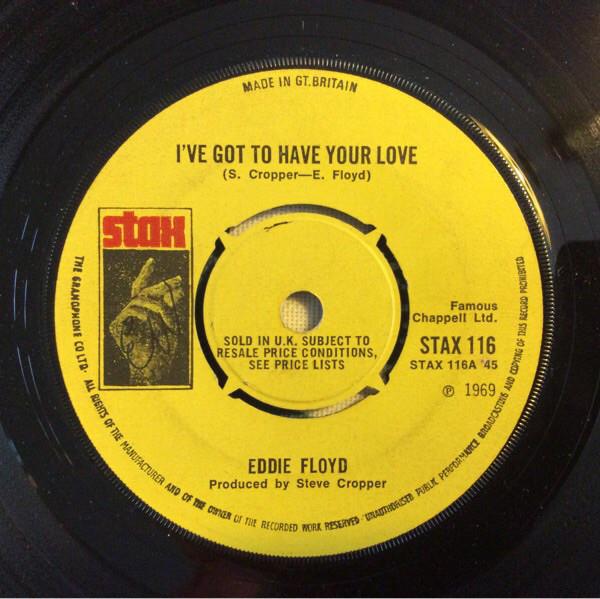 MADE IN GT.BRITAIN
I'VE GOT TO HAVE YOUR LOVE
(S. Cropper—E. Floyd)
stax
Famous
Chappell Ltd.
SOLD IN U.K. SUBJECT TO
RESALE PRICE CONDITIONS,
SEE PRICE LISTS
STAX 116
STAX 116A '45
℗ 1969
EDDIE FLOYD
Produced by Steve Cropper
THE GRAMOPHONE CO LTD· ALL RIGHTS OF THE MANUFACTURER AND OF THE OWNER OF THE RECORDED WORK RESERVED · UNAUTHORISED PUBLIC PERFORMANCE BROADCASTING AND COPYING OF THIS RECORD PROHIBITED